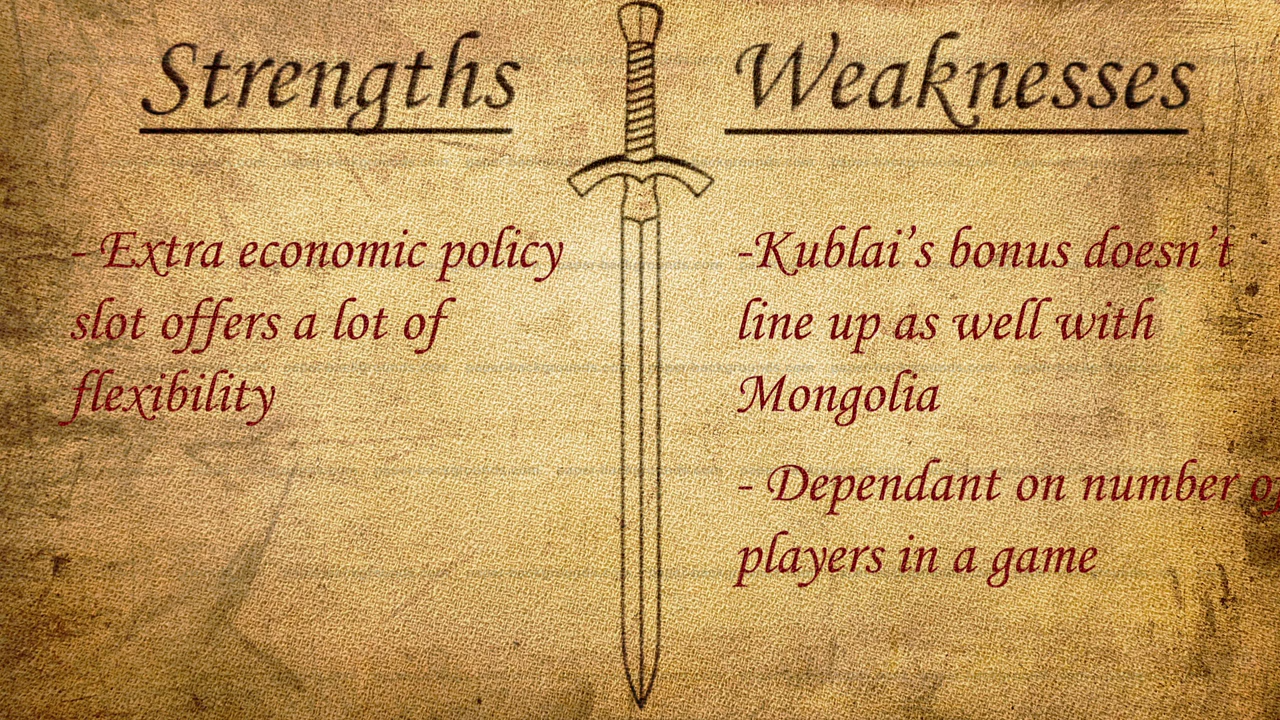 Strengths
- Extra economic policy
slot offers a lot of
flexibility
Weaknesses
-Kublai’s bonus doesn’t
line up as well with
Mongolia
- Dependant on number of
players in a game